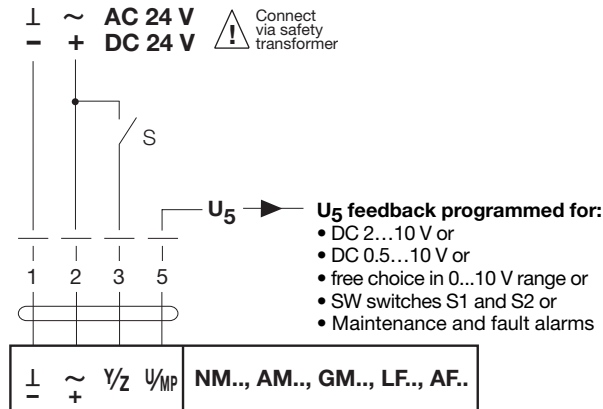 ⊥ ~ AC 24 V
– + DC 24 V
! Connect
via safety
transformer
S
U5 U5 feedback programmed for:
• DC 2…10 V or
• DC 0.5…10 V or
• free choice in 0...10 V range or
• SW switches S1 and S2 or
• Maintenance and fault alarms
1 2 3 5
⊥ ~ Y/Z U/MP NM.., AM.., GM.., LF.., AF..
– +